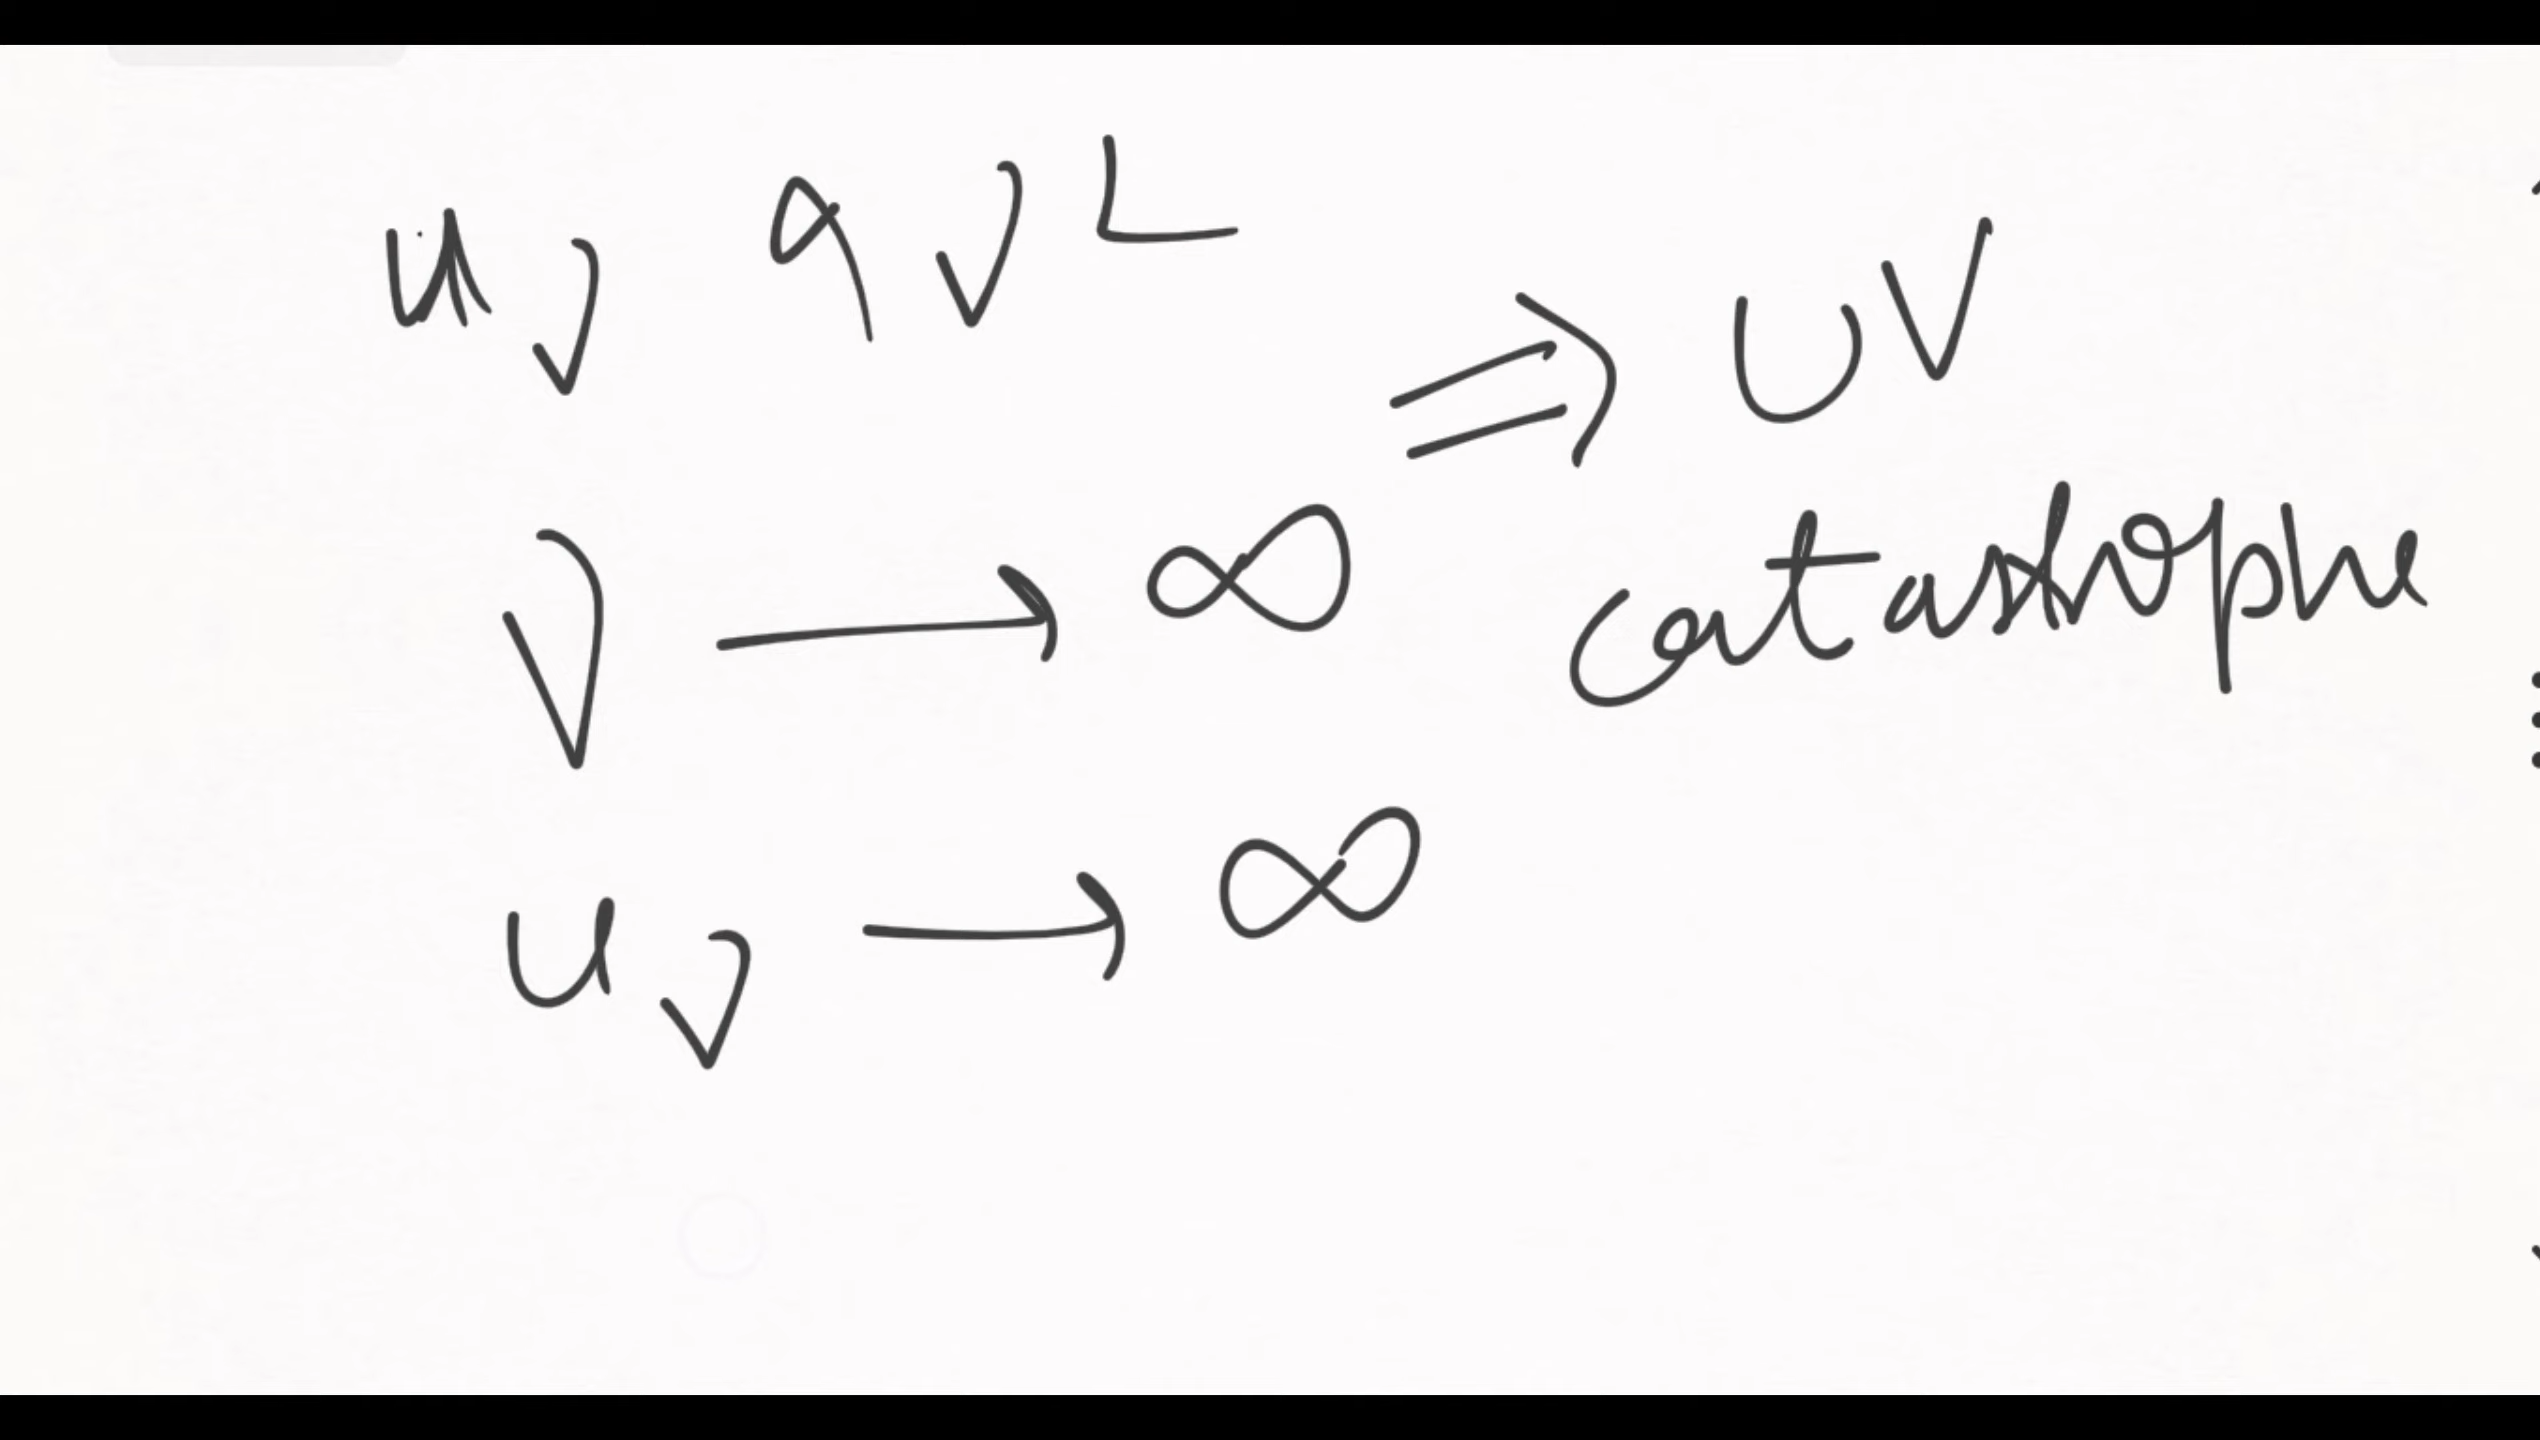 uν α ν²
ν → ∞ ⇒ UV
catastrophe
uν → ∞